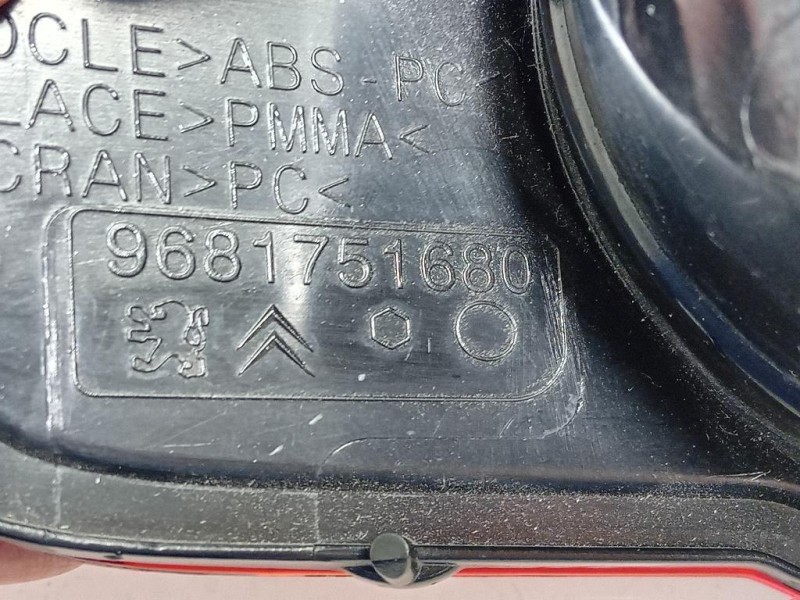 OCLE>ABS-PC<
LACE>PMMA<
CRAN>PC<
9681751680